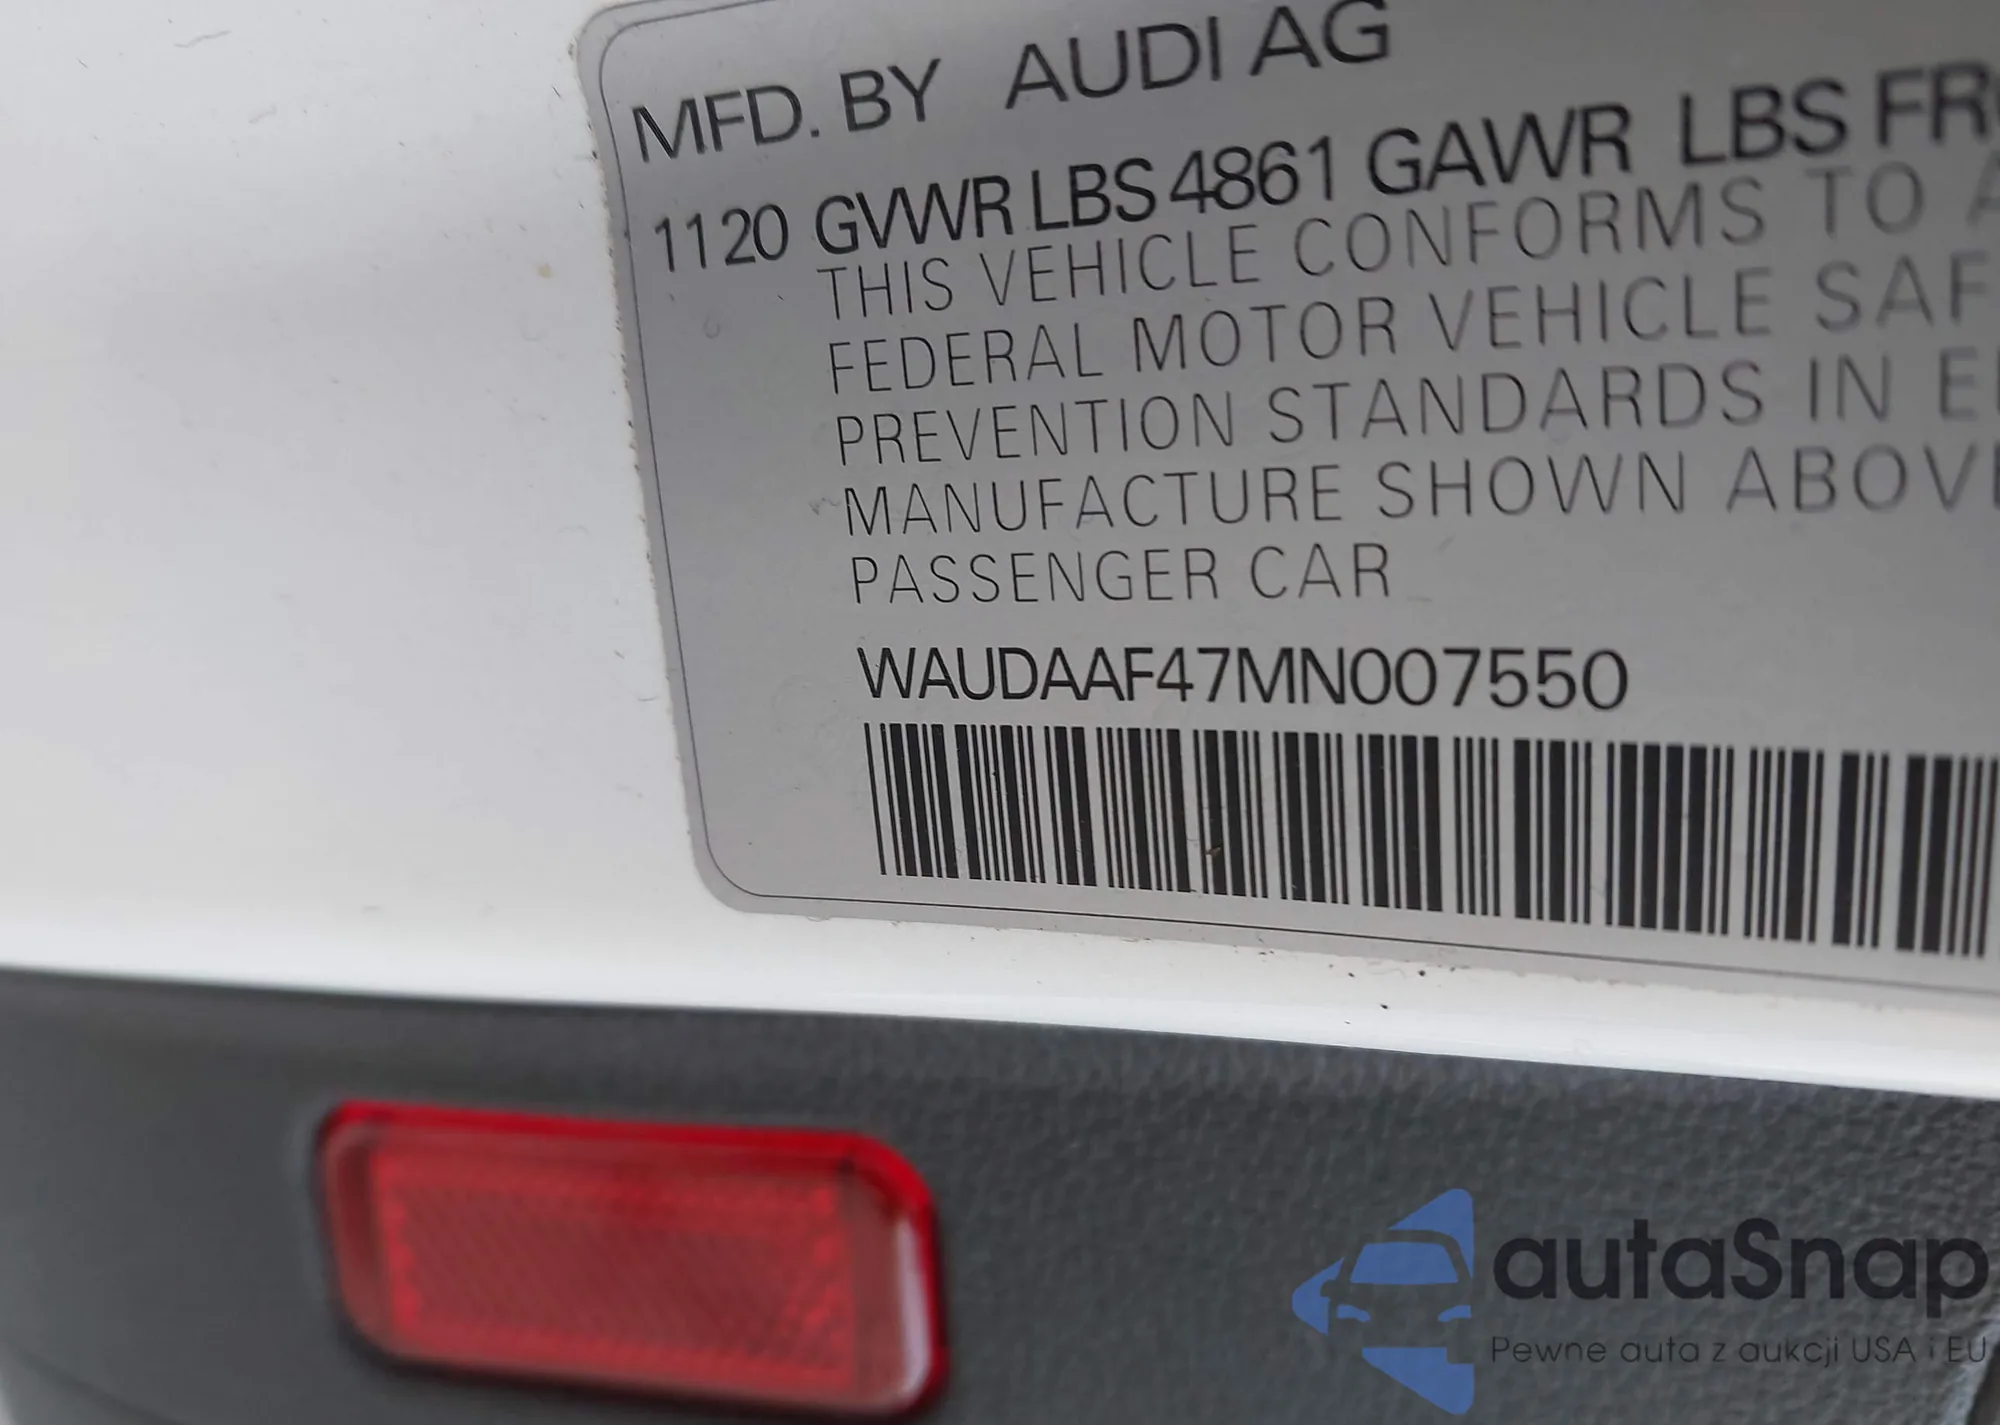 MFD. BY AUDI AG
1120 GVWR LBS 4861 GAWR LBS
THIS VEHICLE CONFORMS TO
FEDERAL MOTOR VEHICLE
PREVENTION STANDARDS IN
MANUFACTURE SHOWN ABOVE
PASSENGER CAR
WAUDAAF47MN007550
autaSnap
Pewne auta z aukcji USA i EU